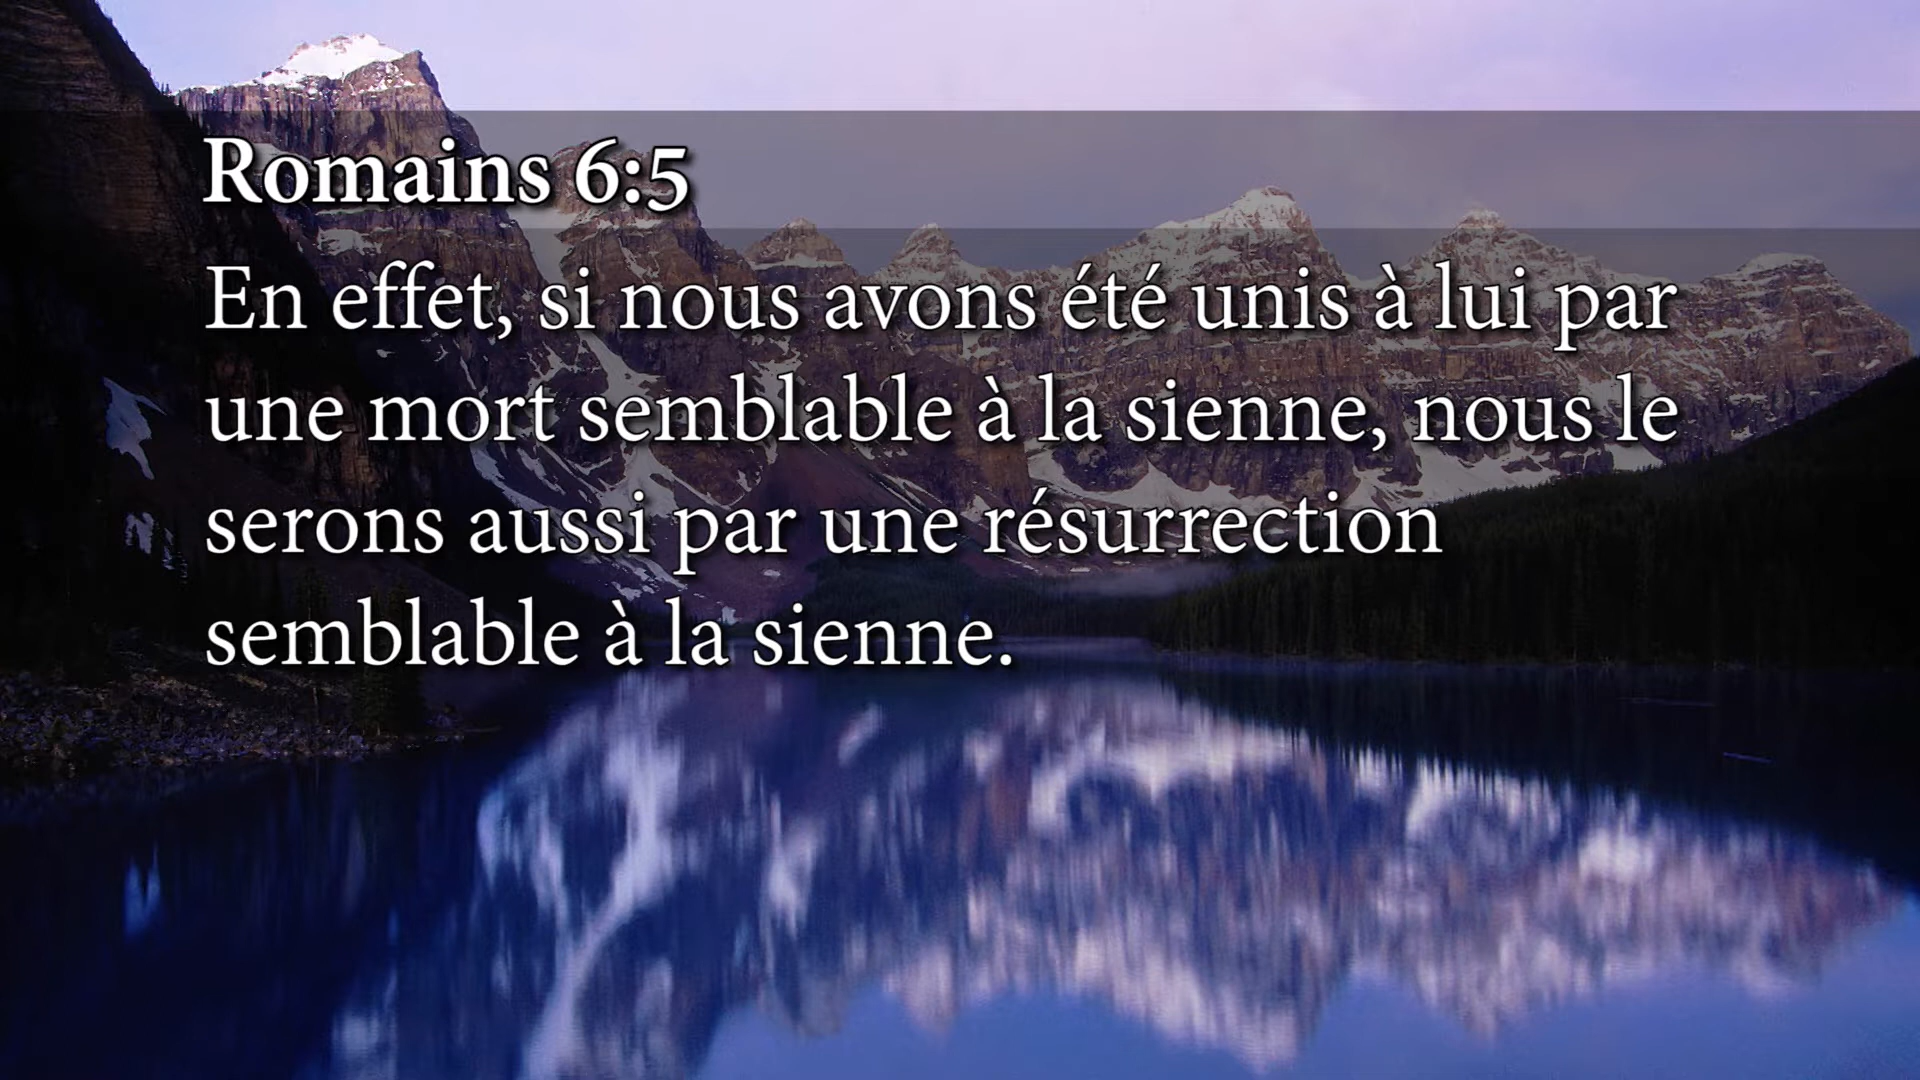 Romains 6:5
En effet, si nous avons été unis à lui par
une mort semblable à la sienne, nous le
serons aussi par une résurrection
semblable à la sienne.